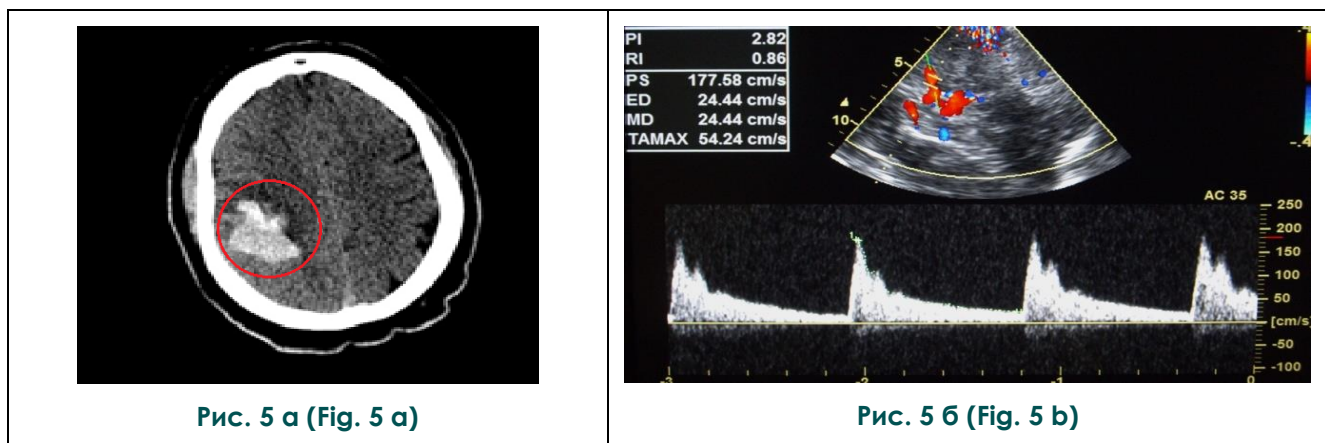 PI 2.82
RI 0.86
PS 177.58 cm/s
ED 24.44 cm/s
MD 24.44 cm/s
TAMAX 54.24 cm/s
5
10
-.4
AC 35
250
200
150
100
50
[cm/s]
-50
-100
-3 -2 -1 0
Рис. 5 а (Fig. 5 a)
Рис. 5 б (Fig. 5 b)